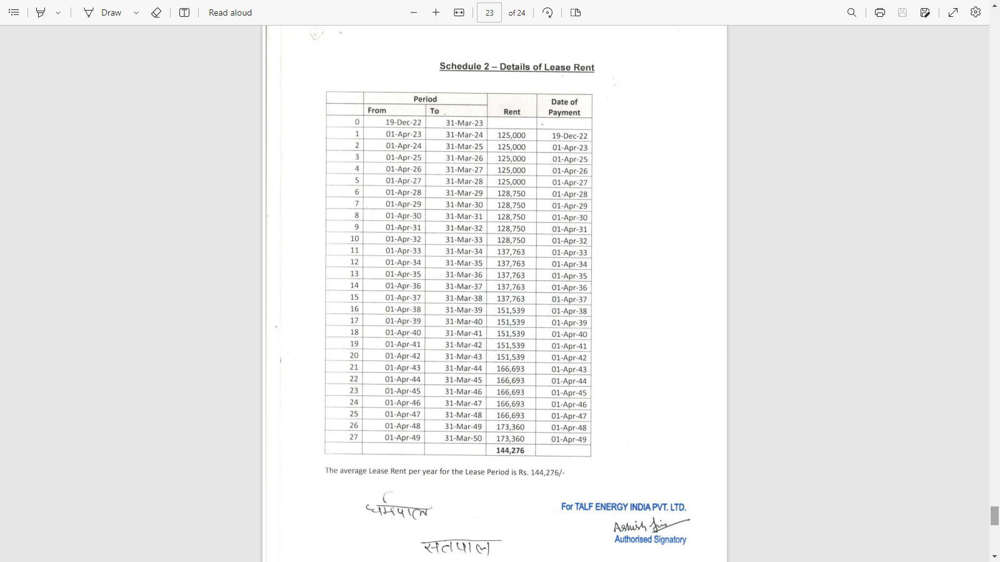 Draw
Read aloud
23 of 24
Schedule 2 – Details of Lease Rent
Period Rent Date of Payment
From To
0 19-Dec-22 31-Mar-23 -
1 01-Apr-23 31-Mar-24 125,000 19-Dec-22
2 01-Apr-24 31-Mar-25 125,000 01-Apr-23
3 01-Apr-25 31-Mar-26 125,000 01-Apr-25
4 01-Apr-26 31-Mar-27 125,000 01-Apr-26
5 01-Apr-27 31-Mar-28 125,000 01-Apr-27
6 01-Apr-28 31-Mar-29 128,750 01-Apr-28
7 01-Apr-29 31-Mar-30 128,750 01-Apr-29
8 01-Apr-30 31-Mar-31 128,750 01-Apr-30
9 01-Apr-31 31-Mar-32 128,750 01-Apr-31
10 01-Apr-32 31-Mar-33 128,750 01-Apr-32
11 01-Apr-33 31-Mar-34 137,763 01-Apr-33
12 01-Apr-34 31-Mar-35 137,763 01-Apr-34
13 01-Apr-35 31-Mar-36 137,763 01-Apr-35
14 01-Apr-36 31-Mar-37 137,763 01-Apr-36
15 01-Apr-37 31-Mar-38 137,763 01-Apr-37
16 01-Apr-38 31-Mar-39 151,539 01-Apr-38
17 01-Apr-39 31-Mar-40 151,539 01-Apr-39
18 01-Apr-40 31-Mar-41 151,539 01-Apr-40
19 01-Apr-41 31-Mar-42 151,539 01-Apr-41
20 01-Apr-42 31-Mar-43 151,539 01-Apr-42
21 01-Apr-43 31-Mar-44 166,693 01-Apr-43
22 01-Apr-44 31-Mar-45 166,693 01-Apr-44
23 01-Apr-45 31-Mar-46 166,693 01-Apr-45
24 01-Apr-46 31-Mar-47 166,693 01-Apr-46
25 01-Apr-47 31-Mar-48 166,693 01-Apr-47
26 01-Apr-48 31-Mar-49 173,360 01-Apr-48
27 01-Apr-49 31-Mar-50 173,360 01-Apr-49
144,276
The average Lease Rent per year for the Lease Period is Rs. 144,276/-
धर्मपाल
For TALF ENERGY INDIA PVT. LTD.
Ashish
Authorised Signatory
सतपाल